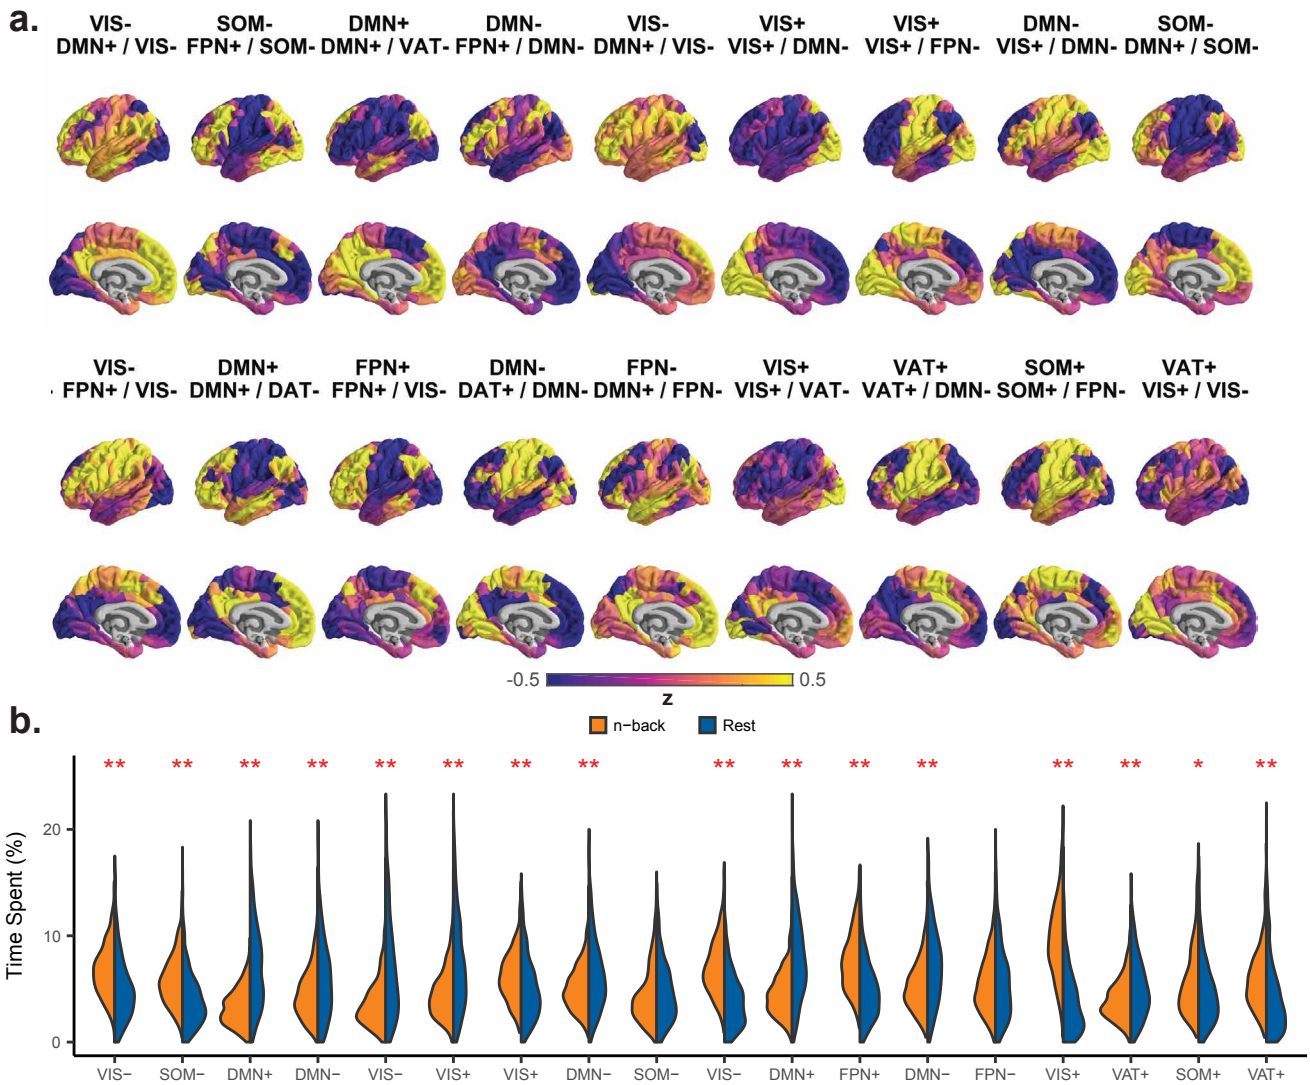 a.
VIS- SOM- DMN+ DMN- VIS- VIS+ VIS+ DMN- SOM-
DMN+ / VIS- FPN+ / SOM- DMN+ / VAT- FPN+ / DMN- DMN+ / VIS- VIS+ / DMN- VIS+ / FPN- VIS+ / DMN- DMN+ / SOM-
VIS- DMN+ FPN+ DMN- FPN- VIS+ VAT+ SOM+ VAT+
FPN+ / VIS- DMN+ / DAT- FPN+ / VIS- DAT+ / DMN- DMN+ / FPN- VIS+ / VAT- VAT+ / DMN- SOM+ / FPN- VIS+ / VIS-
-0.5 0.5
z
b.
n−back Rest
** ** ** ** ** ** ** ** ** ** ** ** ** ** * **
Time Spent (%)
20
10
0
VIS− SOM− DMN+ DMN− VIS− VIS+ VIS+ DMN− SOM− VIS− DMN+ FPN+ DMN− FPN− VIS+ VAT+ SOM+ VAT+